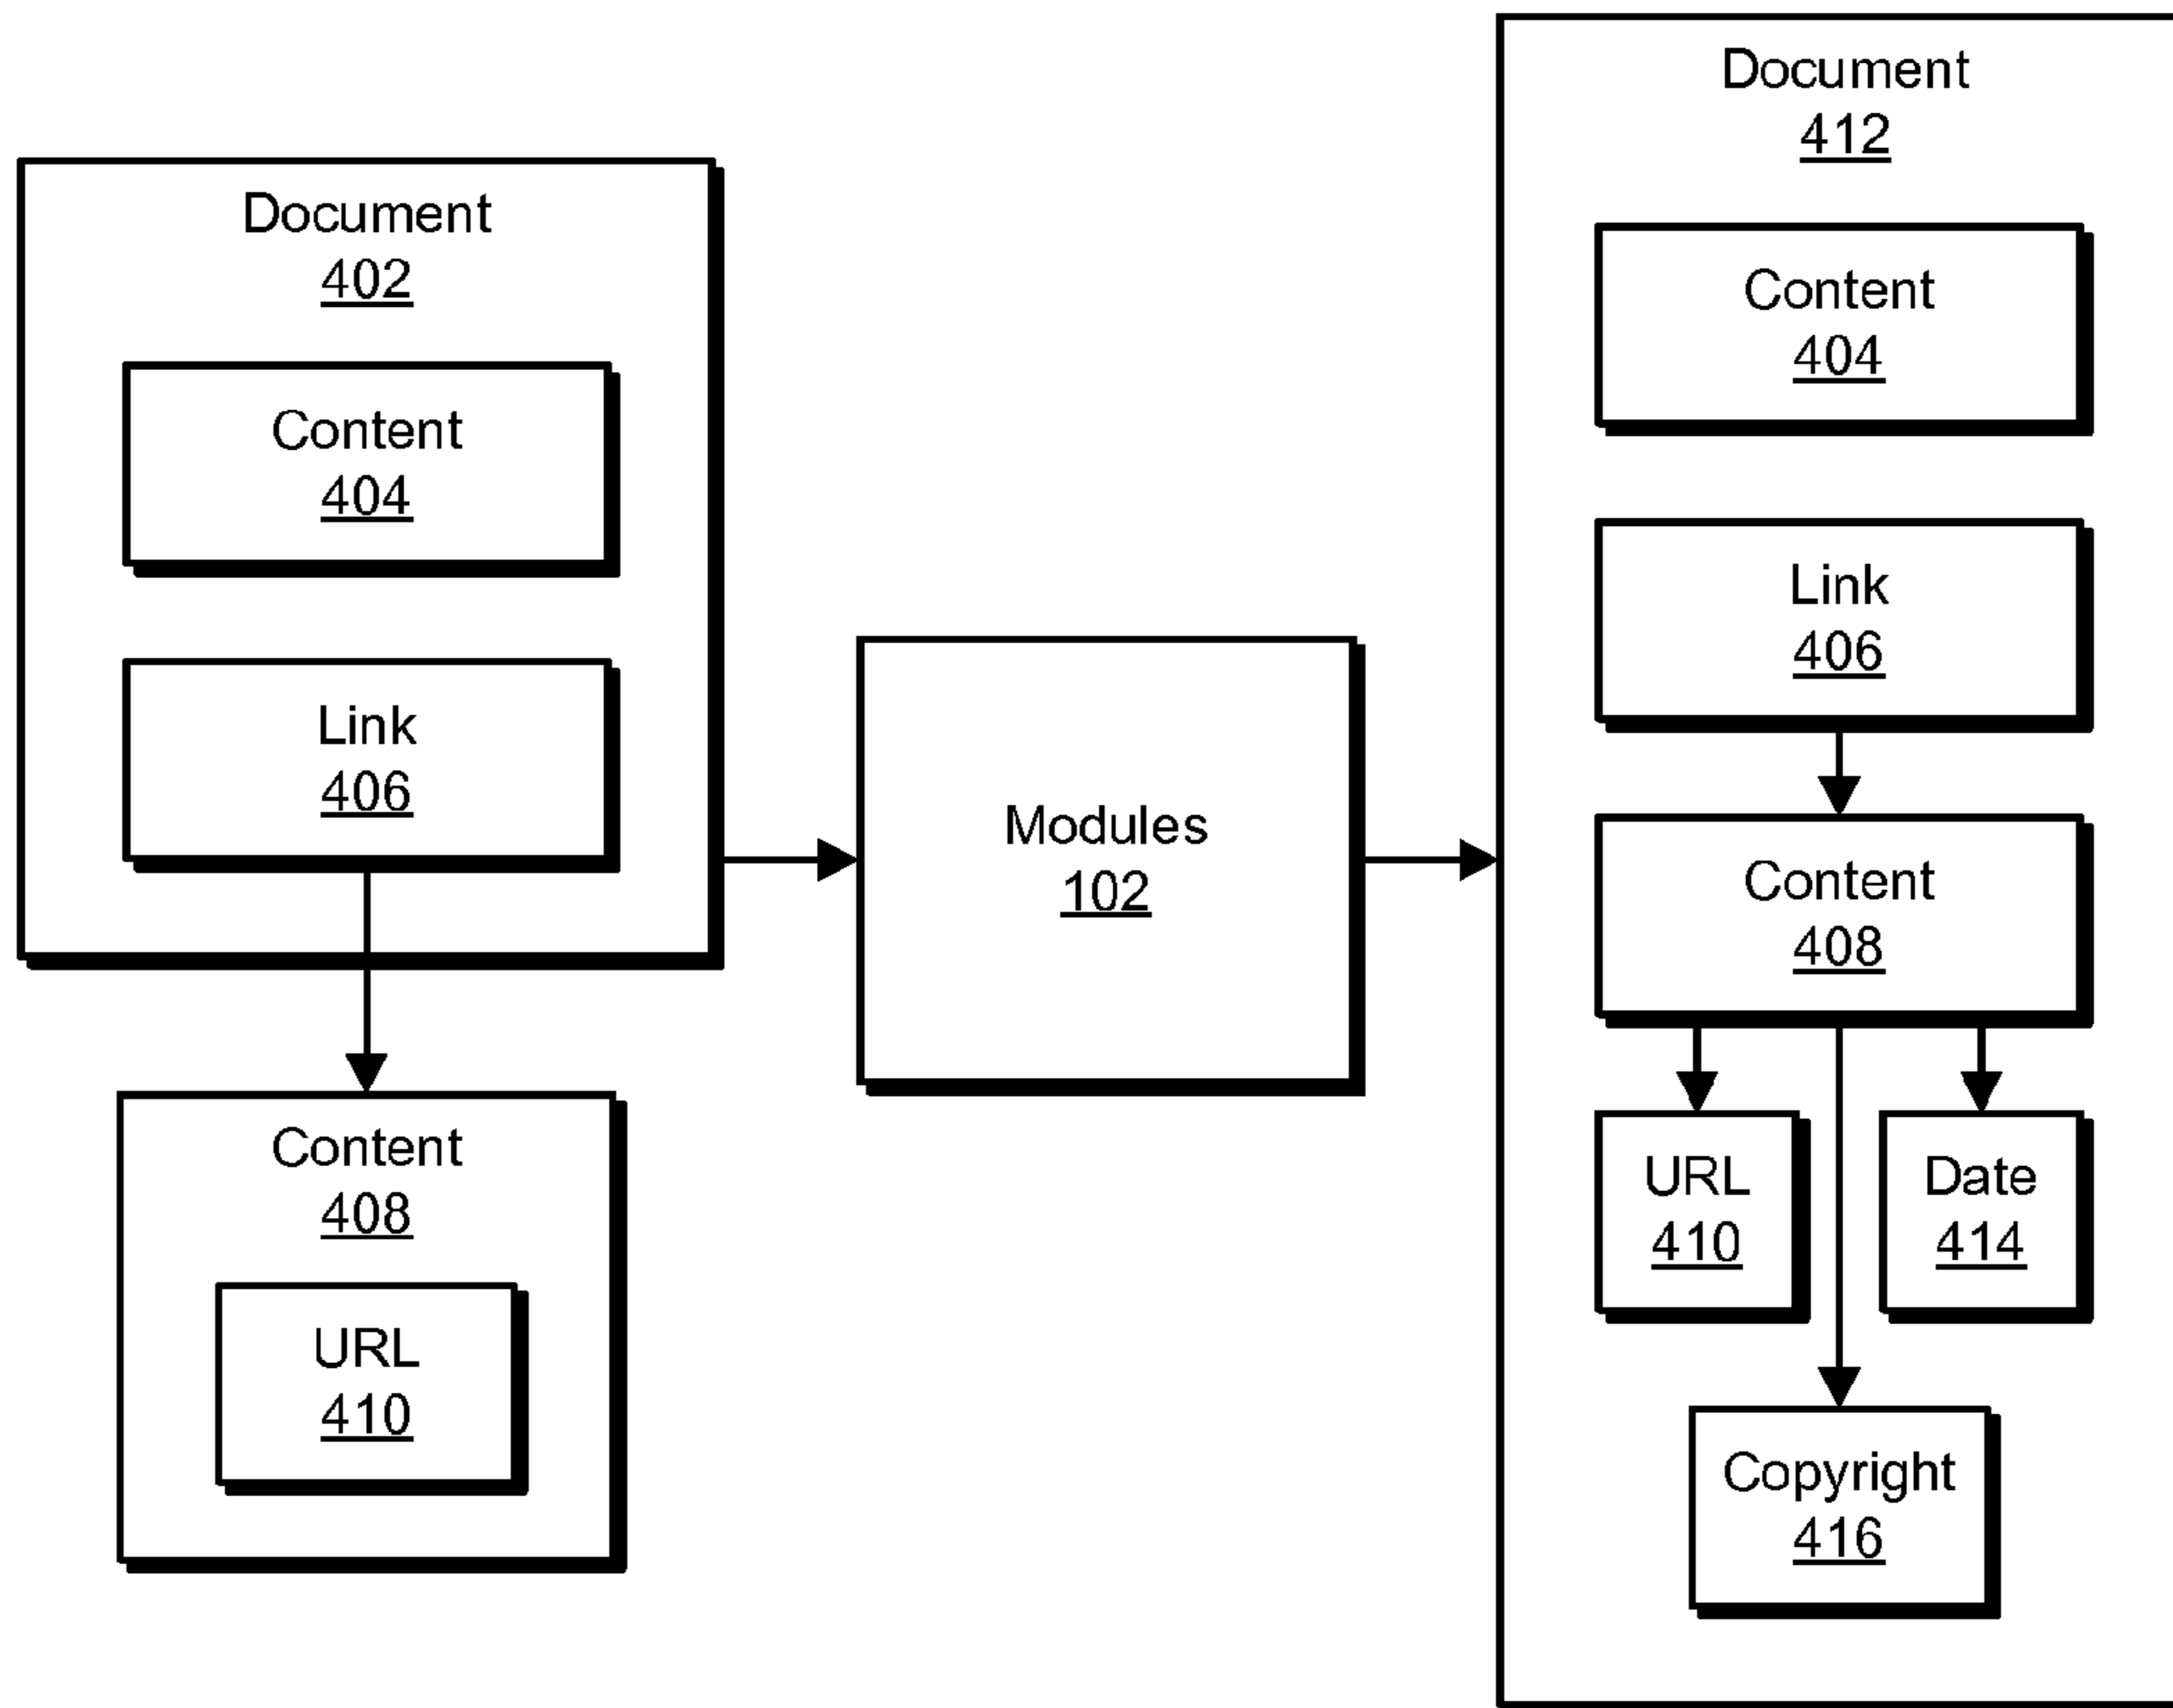 Document
402
Content
404
Link
406
Content
408
URL
410
Modules
102
Document
412
Content
404
Link
406
Content
408
URL
410
Date
414
Copyright
416